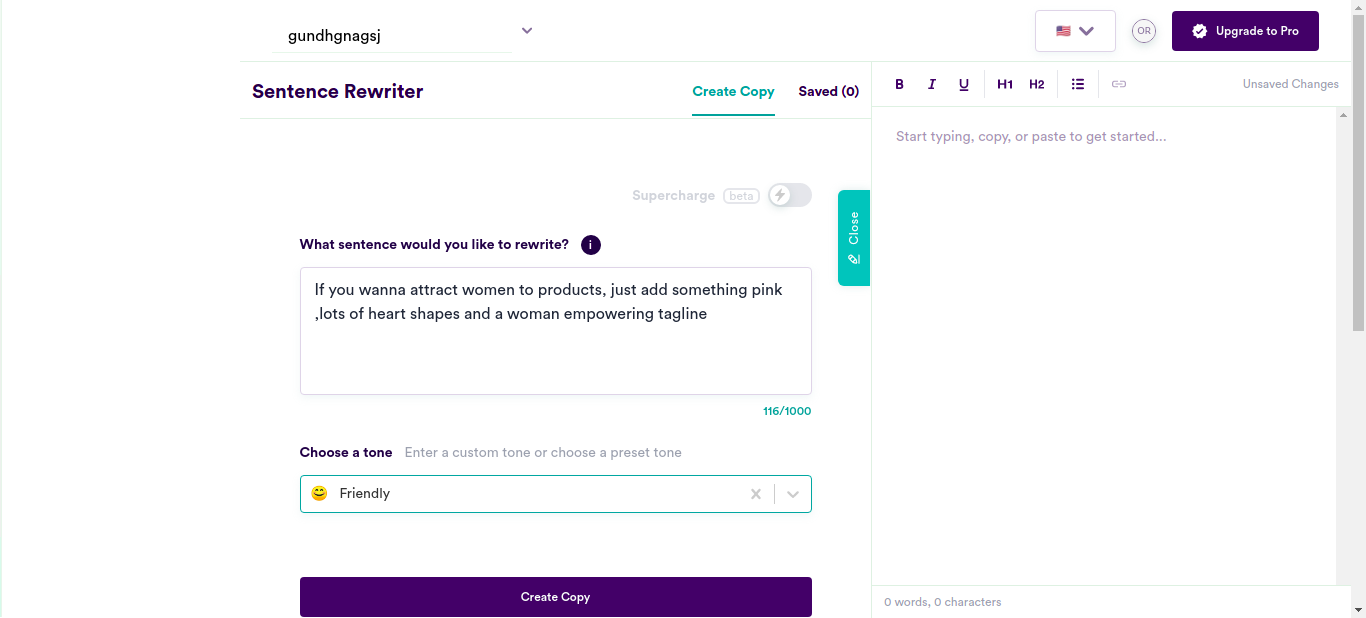 gundhgnagsj
OR
Upgrade to Pro
Sentence Rewriter
Create Copy
Saved (0)
B I U H1 H2
Unsaved Changes
Start typing, copy, or paste to get started...
Supercharge beta
Close
What sentence would you like to rewrite? i
If you wanna attract women to products, just add something pink
,lots of heart shapes and a woman empowering tagline
116/1000
Choose a tone Enter a custom tone or choose a preset tone
Friendly
Create Copy
0 words, 0 characters